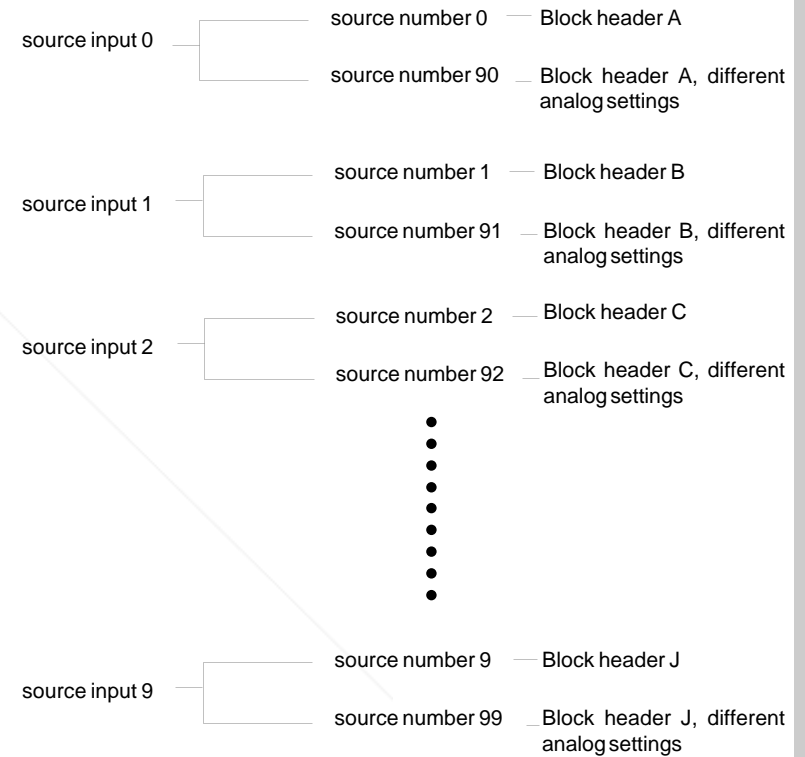 source input 0
source number 0
Block header A
source number 90
Block header A, different
analog settings
source input 1
source number 1
Block header B
source number 91
Block header B, different
analog settings
source input 2
source number 2
Block header C
source number 92
Block header C, different
analog settings
source input 9
source number 9
Block header J
source number 99
Block header J, different
analog settings